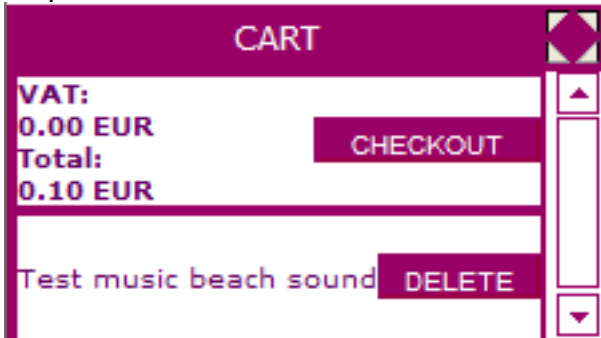 CART
VAT:
0.00 EUR
CHECKOUT
Total:
0.10 EUR
Test music beach sound DELETE